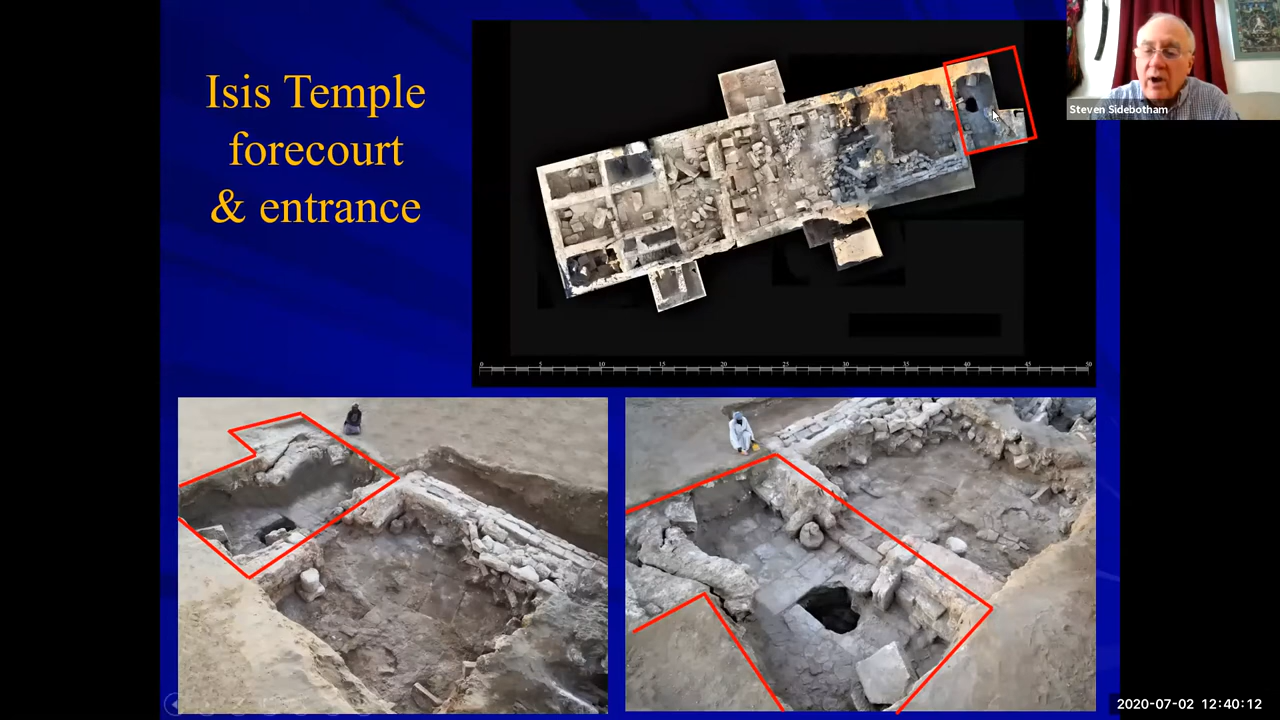 Isis Temple
forecourt
& entrance
Steven Sidebotham
0 5 10 15 20 25 30 35 40 45 50
2020-07-02 12:40:12